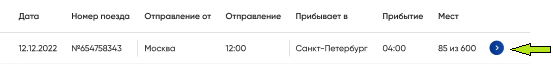 Дата Номер поезда Отправление от Отправление Прибывает в Прибытие Мест
12.12.2022 №654758343 Москва 12:00 Санкт-Петербург 04:00 85 из 600